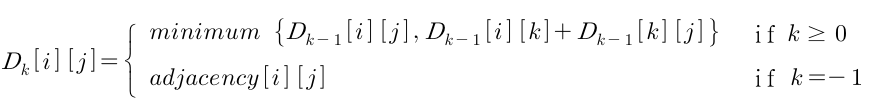 D_k[i][j]= { minimum {D_{k-1}[i][j], D_{k-1}[i][k]+D_{k-1}[k][j]} if k ≥ 0
adjacency[i][j] if k=-1